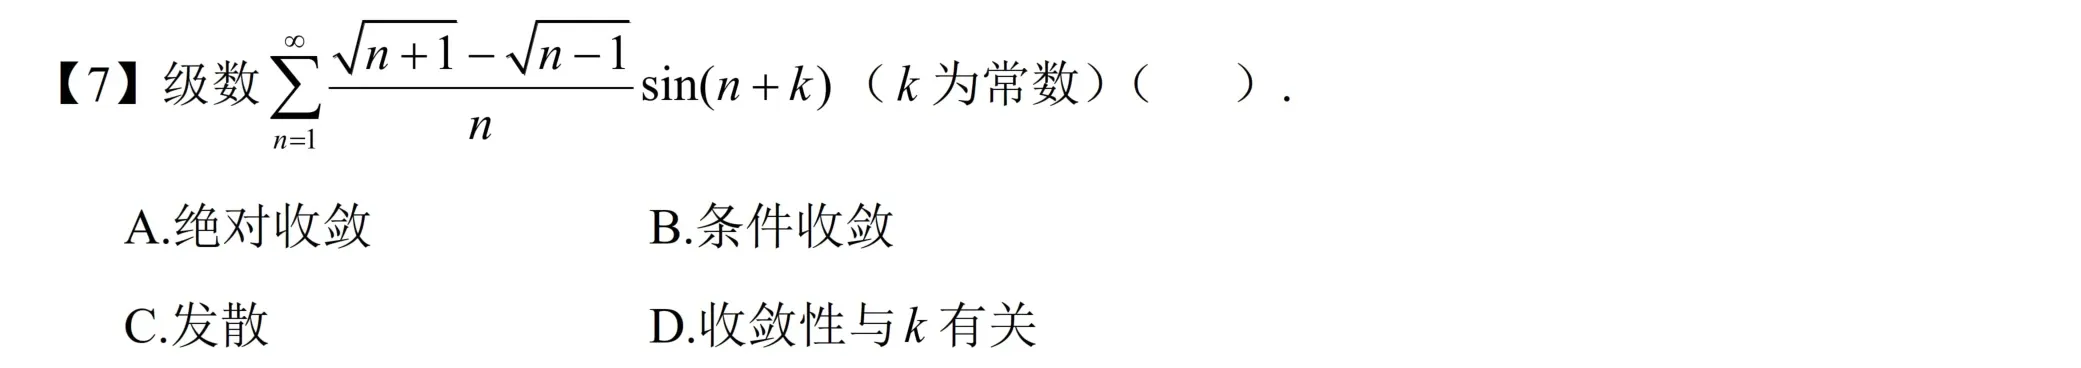 【7】级数$\sum_{n=1}^{\infty}\frac{\sqrt{n+1}-\sqrt{n-1}}{n}\sin(n+k)$（$k$为常数）（　　）.
A.绝对收敛　　B.条件收敛
C.发散　　D.收敛性与$k$有关